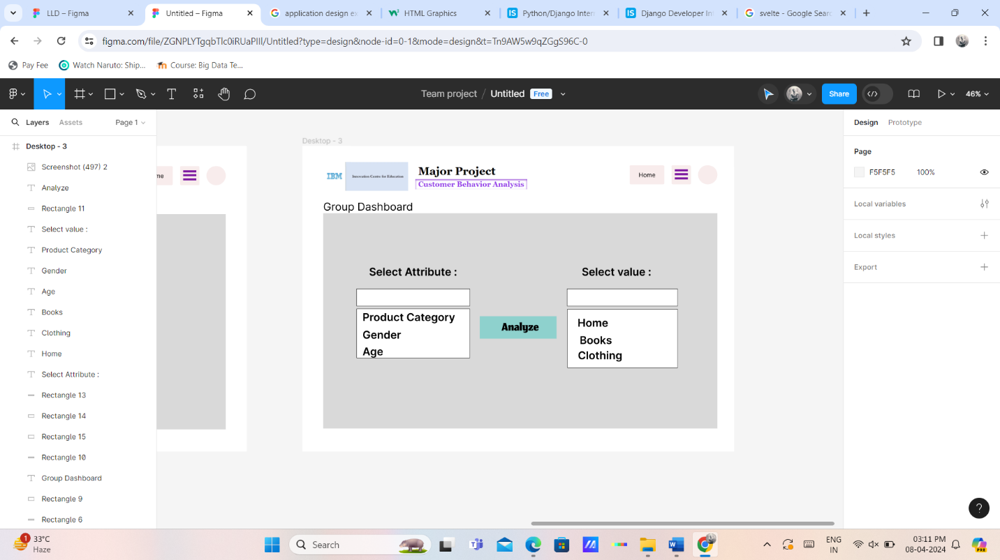 LLD – Figma
Untitled – Figma
application design ex
HTML Graphics
Python/Django Intern
Django Developer In
svelte - Google Searc
figma.com/file/ZGNPLYTgqbTlc0iRUaPIIl/Untitled?type=design&node-id=0-1&mode=design&t=Tn9AW5w9qZGgS96C-0
Pay Fee
Watch Naruto: Ship...
Course: Big Data Te...
Team project / Untitled Free
Share
46%
Layers Assets Page 1
Desktop - 3
Screenshot (497) 2
Analyze
Rectangle 11
Select value :
Product Category
Gender
Age
Books
Clothing
Home
Select Attribute :
Rectangle 13
Rectangle 14
Rectangle 15
Rectangle 10
Group Dashboard
Rectangle 9
Rectangle 6
me
Desktop - 3
IBM
Innovation Centre for Education
Major Project
Customer Behavior Analysis
Home
Group Dashboard
Select Attribute :
Product Category
Gender
Age
Analyze
Select value :
Home
Books
Clothing
Design Prototype
Page
F5F5F5 100%
Local variables
Local styles
Export
?
1
33°C
Haze
Search
ENG
IN
03:11 PM
08-04-2024
PRE